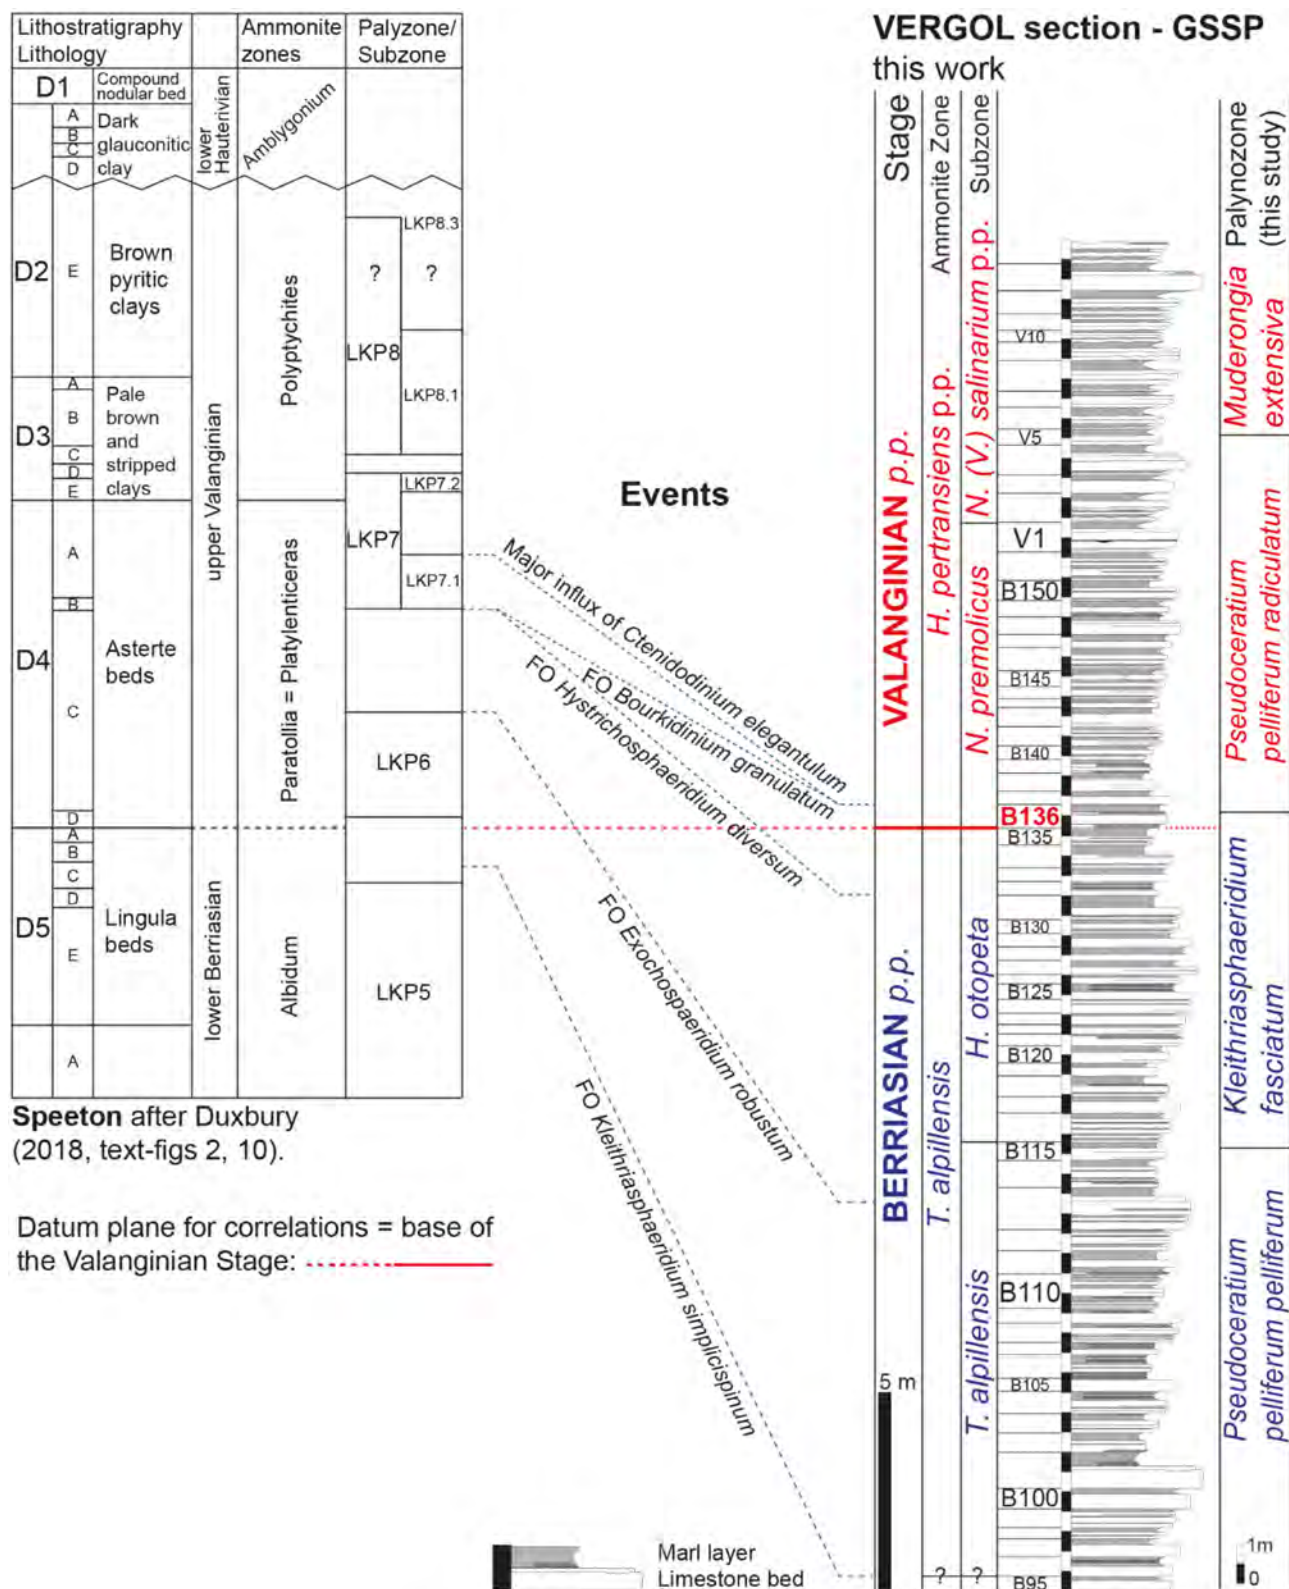 Lithostratigraphy
Lithology
Ammonite
zones
Palyzone/
Subzone
D1
Compound
nodular bed
A
B
C
D
Dark
glauconitic
clay
lower
Hauterivian
Amblygonium
D2
E
Brown
pyritic
clays
D3
A
B
C
D
E
Pale
brown
and
stripped
clays
D4
A
B
C
D
Asterte
beds
D5
A
B
C
D
E
A
Lingula
beds
upper Valanginian
lower Berriasian
Polyptychites
Paratollia = Platylenticeras
Albidum
LKP8.3
?
?
LKP8
LKP8.1
LKP7.2
LKP7
LKP7.1
LKP6
LKP5
Speeton after Duxbury
(2018, text-figs 2, 10).
Datum plane for correlations = base of
the Valanginian Stage:
Events
Major influx of Ctenidodinium elegantulum
FO Bourkidinium granulatum
FO Hystrichosphaeridium diversum
FO Exochospaeridium robustum
FO Kleithriasphaeridium simplicispinum
VERGOL section - GSSP
this work
Stage
Ammonite Zone
Subzone
Palynozone
(this study)
VALANGINIAN p.p.
BERRIASIAN p.p.
H. pertransiens p.p.
T. alpillensis
N. (V.) salinarium p.p.
N. premolicus
H. otopeta
T. alpillensis
V10
V5
V1
B150
B145
B140
B136
B135
B130
B125
B120
B115
B110
B105
B100
B95
?
?
Muderongia
extensiva
Pseudoceratium
pelliferum radiculatum
Kleithriasphaeridium
fasciatum
Pseudoceratium
pelliferum pelliferum
5 m
1m
0
Marl layer
Limestone bed